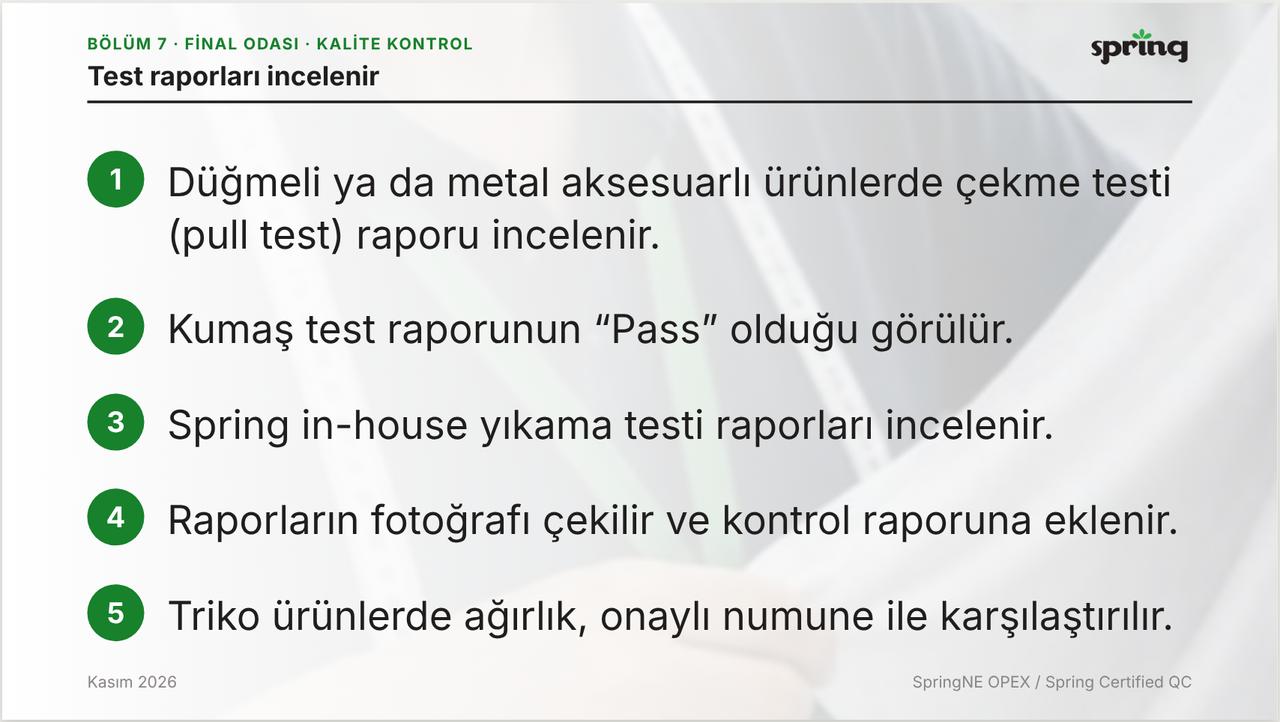 BÖLÜM 7 · FİNAL ODASI · KALİTE KONTROL
spring
Test raporları incelenir
1 Düğmeli ya da metal aksesuarlı ürünlerde çekme testi
(pull test) raporu incelenir.
2 Kumaş test raporunun “Pass” olduğu görülür.
3 Spring in-house yıkama testi raporları incelenir.
4 Raporların fotoğrafı çekilir ve kontrol raporuna eklenir.
5 Triko ürünlerde ağırlık, onaylı numune ile karşılaştırılır.
Kasım 2026
SpringNE OPEX / Spring Certified QC